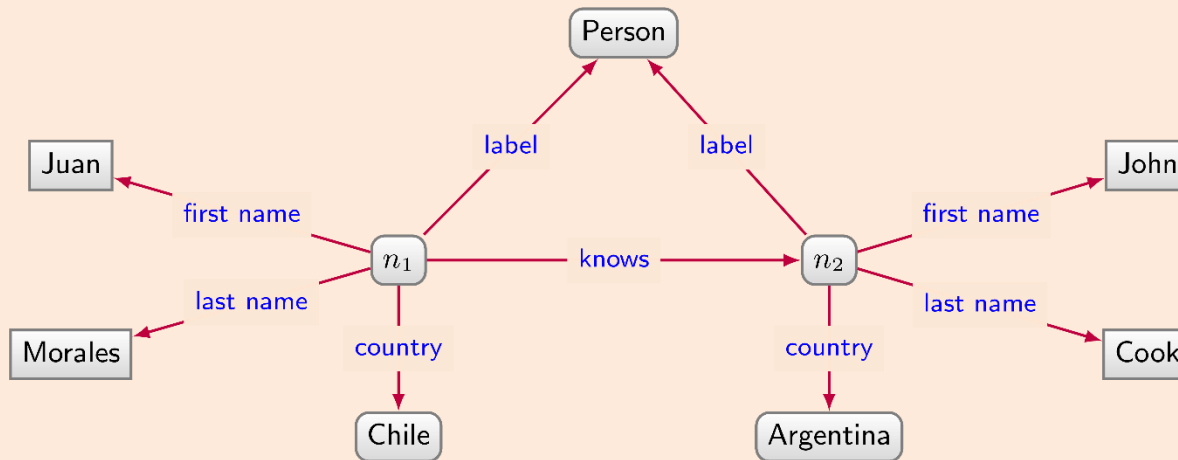 Person
label
label
Juan
John
first name
first name
n₁
knows
n₂
last name
last name
Morales
country
country
Cook
Chile
Argentina